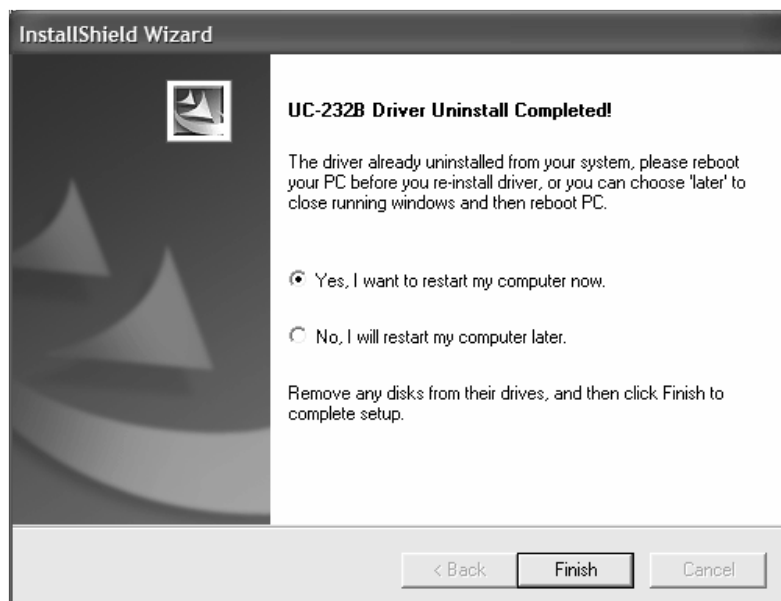 InstallShield Wizard
UC-232B Driver Uninstall Completed!
The driver already uninstalled from your system, please reboot
your PC before you re-install driver, or you can choose 'later' to
close running windows and then reboot PC.
Yes, I want to restart my computer now.
No, I will restart my computer later.
Remove any disks from their drives, and then click Finish to
complete setup.
< Back Finish Cancel